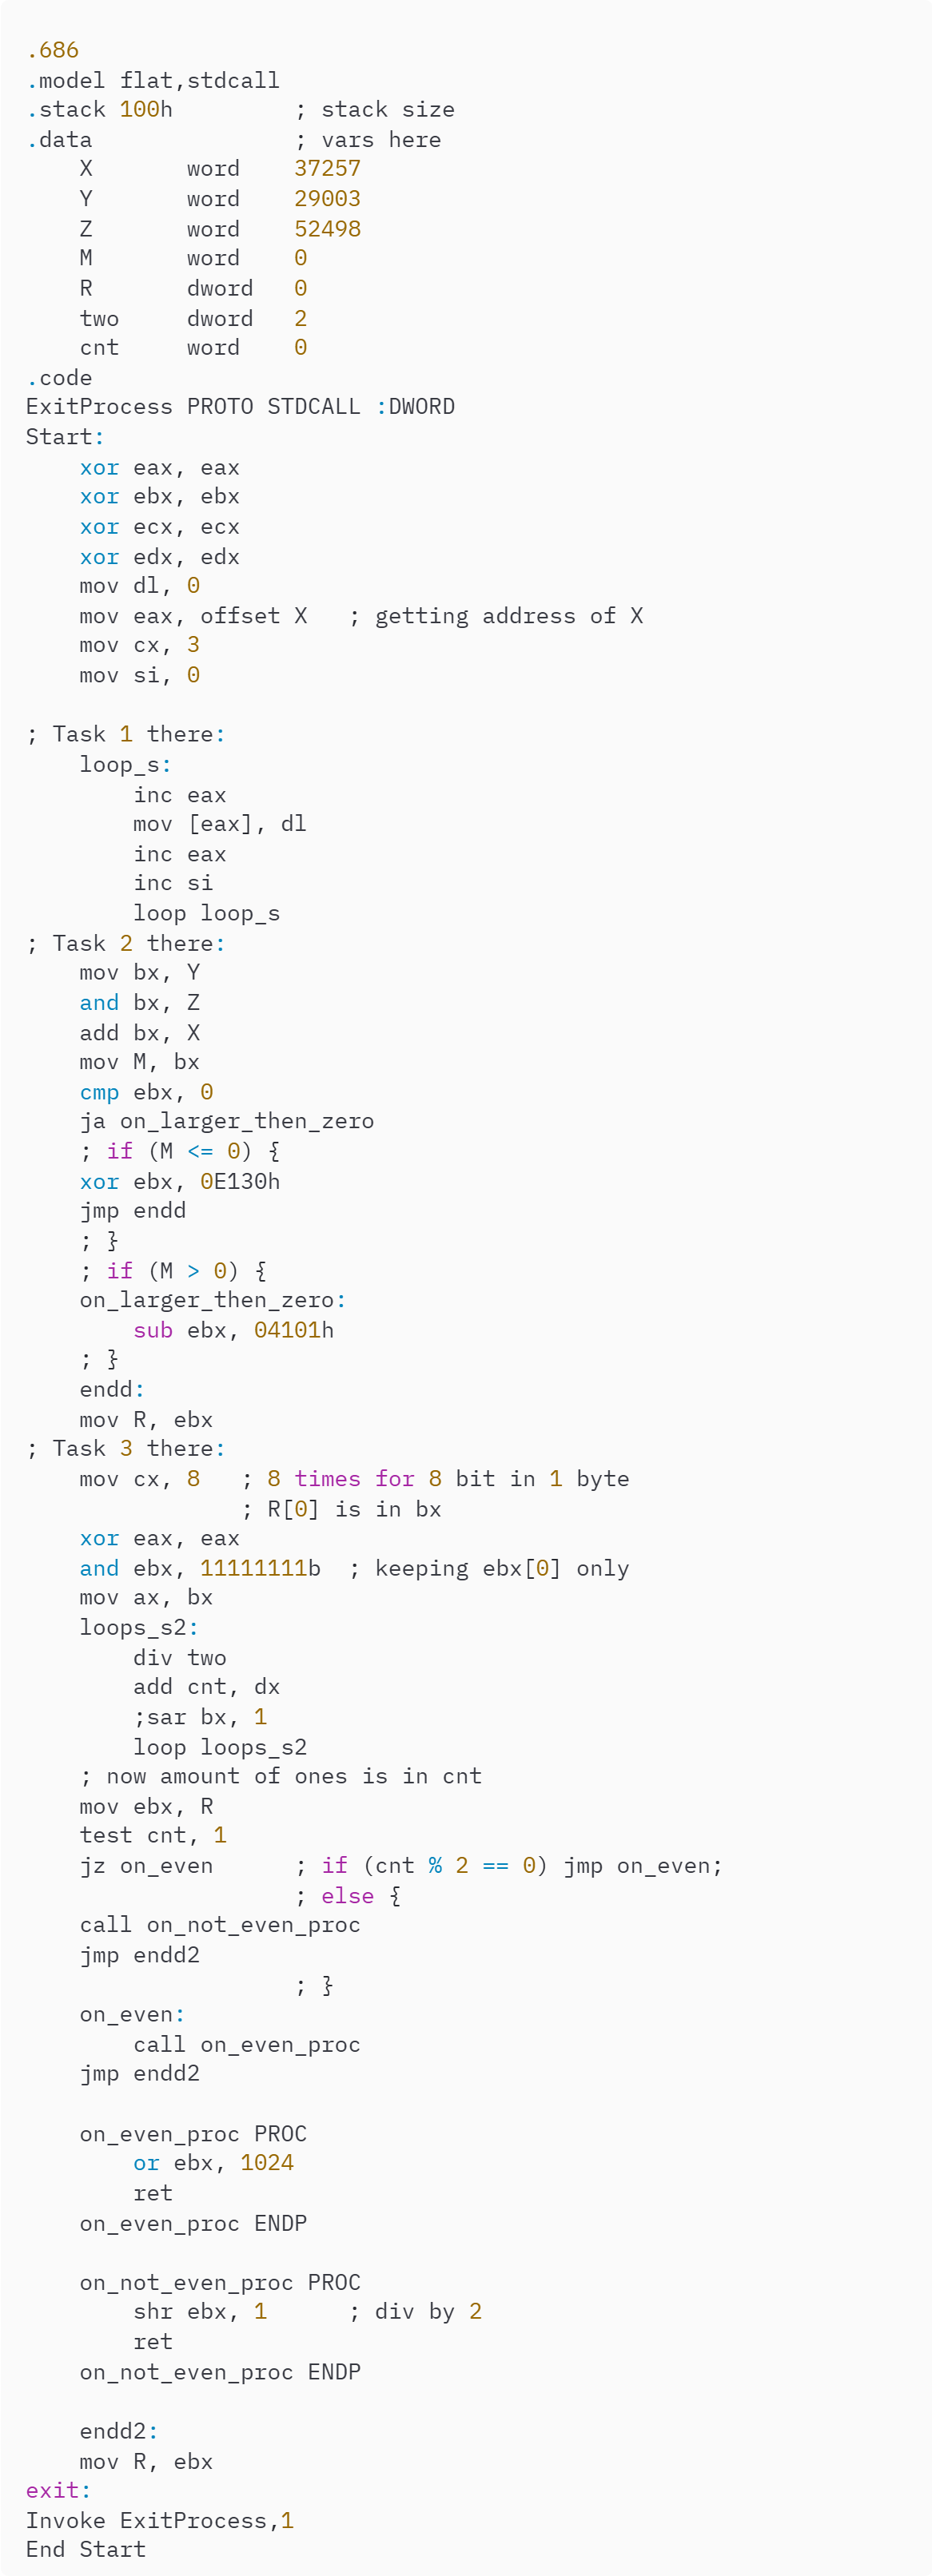 .686
.model flat,stdcall
.stack 100h         ; stack size
.data               ; vars here
    X       word    37257
    Y       word    29003
    Z       word    52498
    M       word    0
    R       dword   0
    two     dword   2
    cnt     word    0
.code
ExitProcess PROTO STDCALL :DWORD
Start:
    xor eax, eax
    xor ebx, ebx
    xor ecx, ecx
    xor edx, edx
    mov dl, 0
    mov eax, offset X   ; getting address of X
    mov cx, 3
    mov si, 0

; Task 1 there:
    loop_s:
        inc eax
        mov [eax], dl
        inc eax
        inc si
        loop loop_s
; Task 2 there:
    mov bx, Y
    and bx, Z
    add bx, X
    mov M, bx
    cmp ebx, 0
    ja on_larger_then_zero
    ; if (M <= 0) {
    xor ebx, 0E130h
    jmp endd
    ; }
    ; if (M > 0) {
    on_larger_then_zero:
        sub ebx, 04101h
    ; }
    endd:
    mov R, ebx
; Task 3 there:
    mov cx, 8   ; 8 times for 8 bit in 1 byte
                ; R[0] is in bx
    xor eax, eax
    and ebx, 11111111b  ; keeping ebx[0] only
    mov ax, bx
    loops_s2:
        div two
        add cnt, dx
        ;sar bx, 1
        loop loops_s2
    ; now amount of ones is in cnt
    mov ebx, R
    test cnt, 1
    jz on_even      ; if (cnt % 2 == 0) jmp on_even;
                    ; else {
    call on_not_even_proc
    jmp endd2
                    ; }
    on_even:
        call on_even_proc
    jmp endd2

    on_even_proc PROC
        or ebx, 1024
        ret
    on_even_proc ENDP

    on_not_even_proc PROC
        shr ebx, 1      ; div by 2
        ret
    on_not_even_proc ENDP

    endd2:
    mov R, ebx
exit:
Invoke ExitProcess,1
End Start